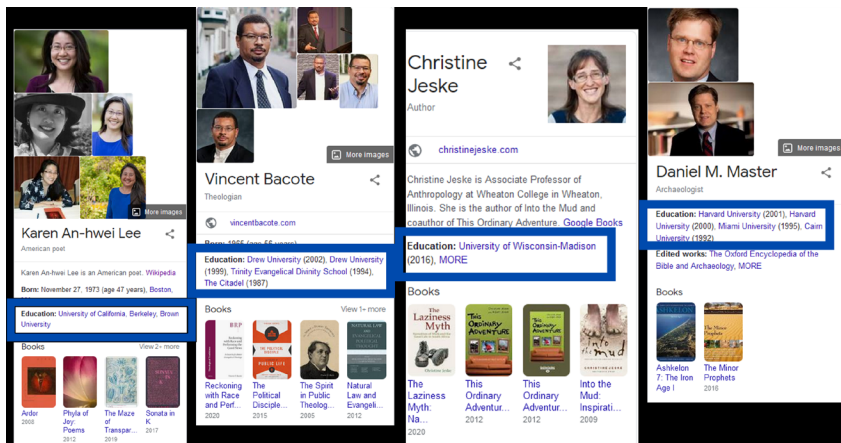 More images
Karen An-hwei Lee
American poet
Karen An-hwei Lee is an American poet. Wikipedia
Born: November 27, 1973 (age 47 years), Boston,
Education: University of California, Berkeley, Brown
University
Books
View 2+ more
Ardor
2008
Phyla of
Joy:
Poems
2012
The Maze
of
Transpar...
2019
Sonata in
K
2017
More images
Vincent Bacote
Theologian
vincentbacote.com
Born: 1965 (age 56 years)
Education: Drew University (2002), Drew University
(1999), Trinity Evangelical Divinity School (1994),
The Citadel (1987)
Books
View 1+ more
Reckoning
with Race
and Perf...
2020
The
Political
Disciple...
2015
The Spirit
in Public
Theolog...
2005
Natural
Law and
Evangeli...
2012
Christine
Jeske
Author
christinejeske.com
Christine Jeske is Associate Professor of
Anthropology at Wheaton College in Wheaton,
Illinois. She is the author of Into the Mud and
coauthor of This Ordinary Adventure. Google Books
Education: University of Wisconsin-Madison
(2016), MORE
Books
The
Laziness
Myth
The
Laziness
Myth:
Na...
2020
This
Ordinary
Adventur...
2012
This
Ordinary
Adventur...
2012
Into the
Mud:
Inspirati...
2009
More images
Daniel M. Master
Archaeologist
Education: Harvard University (2001), Harvard
University (2000), Miami University (1995), Cairn
University (1992)
Edited works: The Oxford Encyclopedia of the
Bible and Archaeology, MORE
Books
Ashkelon
7: The Iron
Age I
The Minor
Prophets
2016